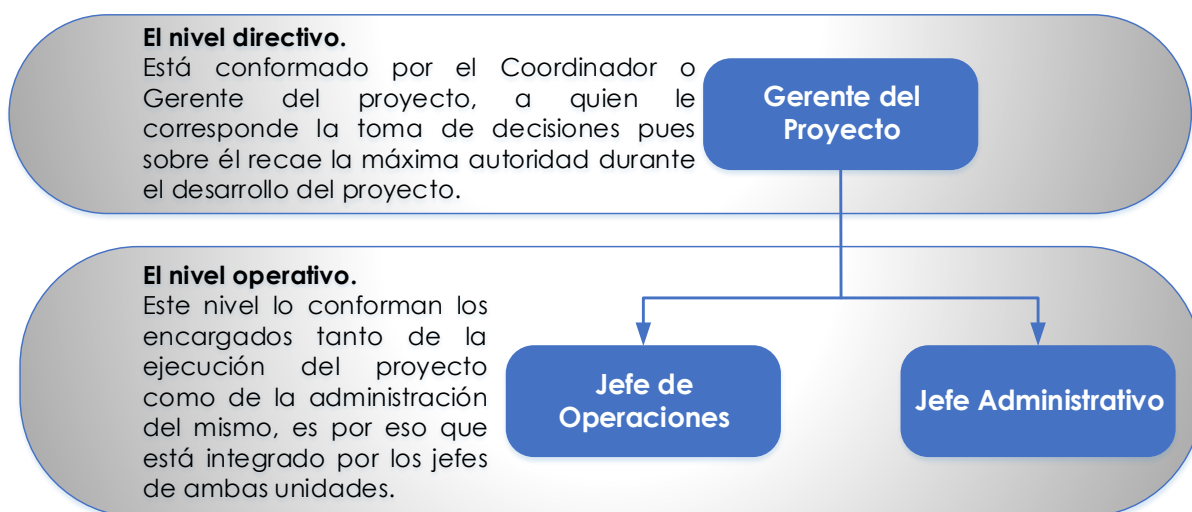 El nivel directivo.
Está conformado por el Coordinador o
Gerente del proyecto, a quien le
corresponde la toma de decisiones pues
sobre él recae la máxima autoridad durante
el desarrollo del proyecto.
Gerente del
Proyecto
El nivel operativo.
Este nivel lo conforman los
encargados tanto de la
ejecución del proyecto
como de la administración
del mismo, es por eso que
está integrado por los jefes
de ambas unidades.
Jefe de
Operaciones
Jefe Administrativo